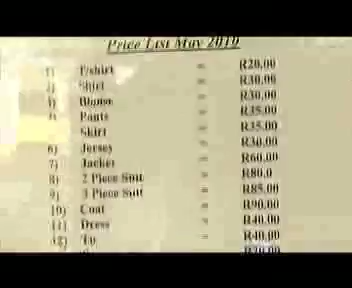 Price List May 2010
1) T/shirt = R20,00
2) Shirt = R30,00
3) Blouse = R30,00
4) Pants = R35,00
Skirt = R35,00
6) Jersey = R30,00
7) Jacket = R60,00
8) 2 Piece Suit = R80,0
9) 3 Piece Suit = R85,00
10) Coat = R90,00
11) Dress = R40,00
12) = R40,00